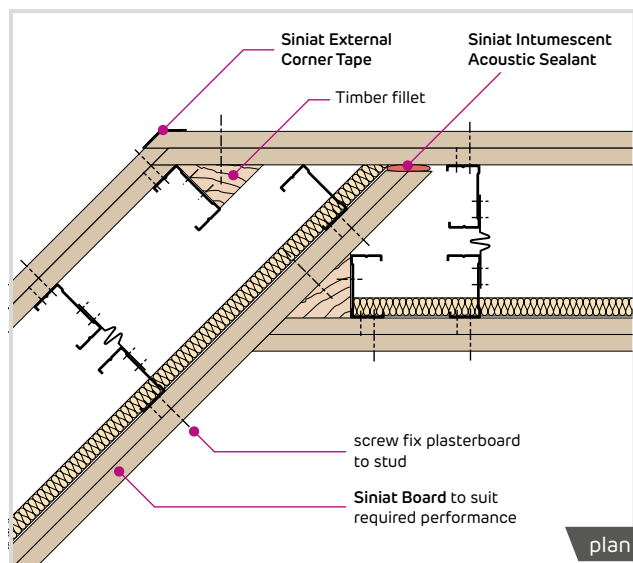 Siniat External
Corner Tape
Siniat Intumescent
Acoustic Sealant
Timber fillet
screw fix plasterboard
to stud
Siniat Board to suit
required performance
plan